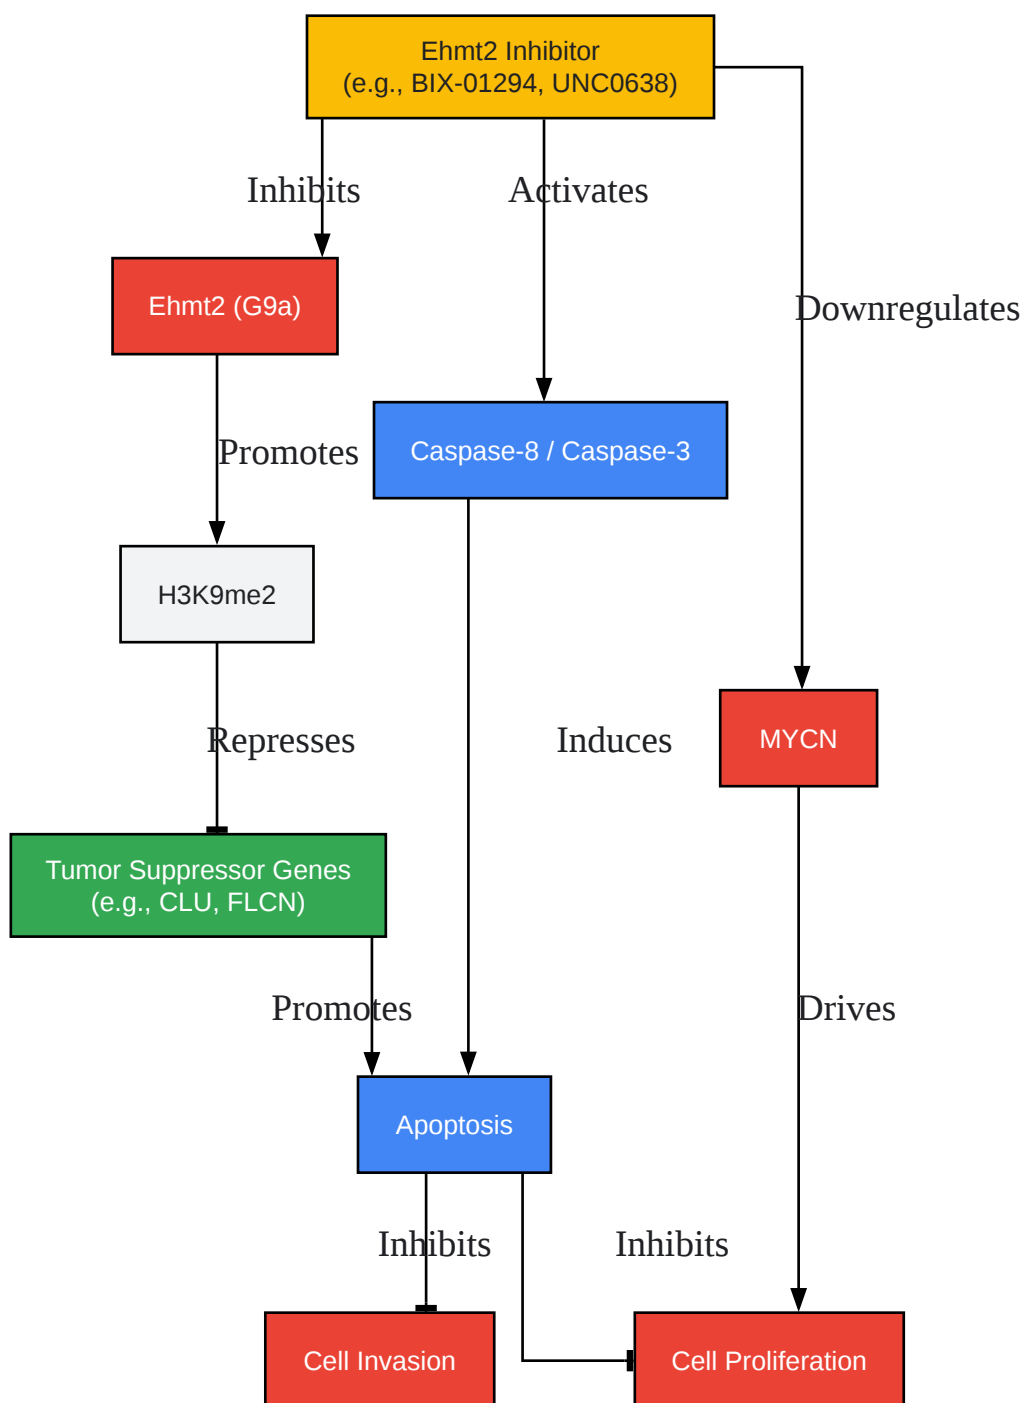 Ehmt2 Inhibitor
(e.g., BIX-01294, UNC0638)
Inhibits
Activates
Ehmt2 (G9a)
Downregulates
Promotes
Caspase-8 / Caspase-3
H3K9me2
Represses
Induces
MYCN
Tumor Suppressor Genes
(e.g., CLU, FLCN)
Promotes
Drives
Apoptosis
Inhibits
Inhibits
Cell Invasion
Cell Proliferation